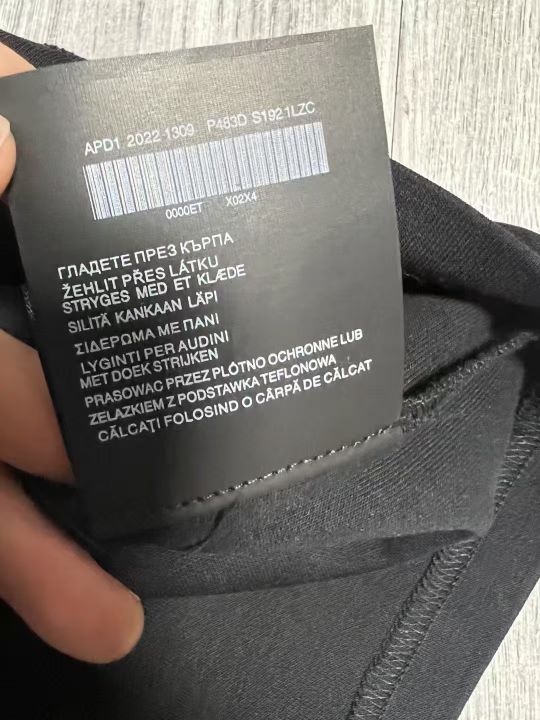 APD1 2022 1309 P483D S1921LZC
0000ET X02X4
ГЛАДЕТЕ ПРЕЗ КЪРПА
ŽEHLIT PŘES LÁTKU
STRYGES MED ET KLÆDE
SILITÄ KANKAAN LÄPI
ΣΙΔΕΡΩΜΑ ΜΕ ΠΑΝΙ
LYGINTI PER AUDINI
MET DOEK STRIJKEN
PRASOWAC PRZEZ PLÓTNO OCHRONNE LUB
ZELAZKIEM Z PODSTAWKA TEFLONOWA
CĂLCAȚI FOLOSIND O CÂRPĂ DE CĂLCAT